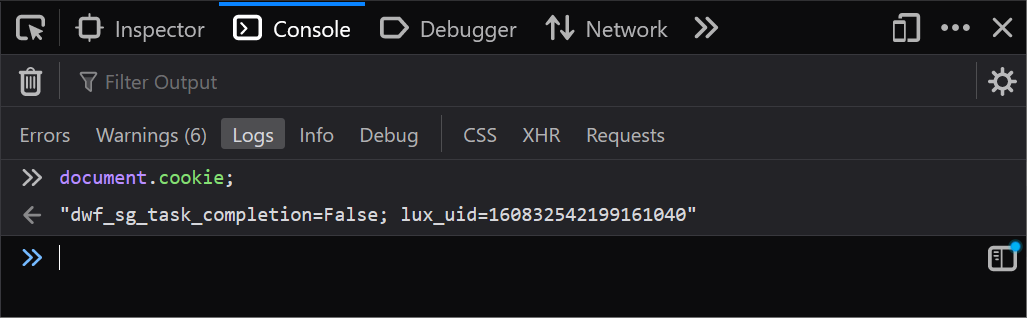 Inspector Console Debugger Network
Filter Output
Errors Warnings (6) Logs Info Debug CSS XHR Requests
document.cookie;
"dwf_sg_task_completion=False; lux_uid=160832542199161040"